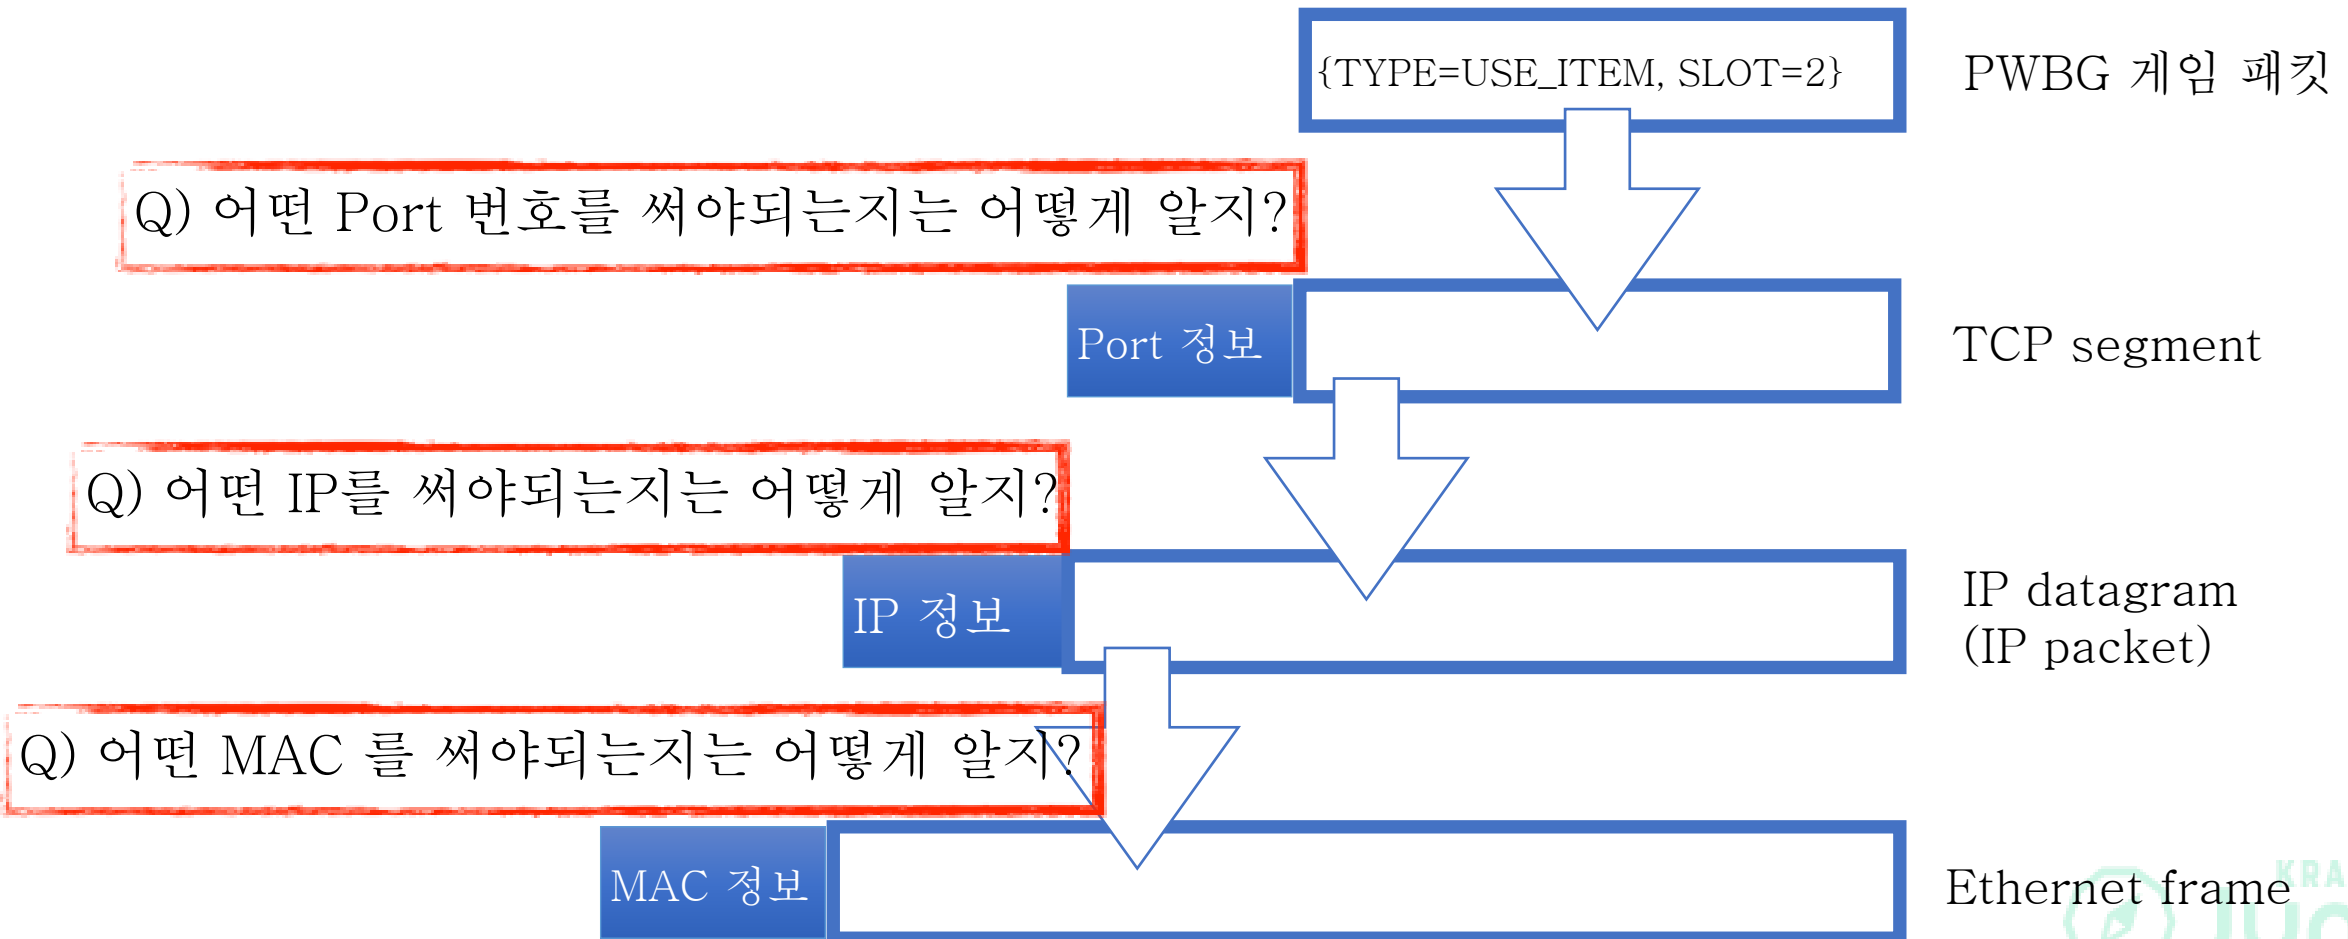 {TYPE=USE_ITEM, SLOT=2}
PWBG 게임 패킷
Q) 어떤 Port 번호를 써야되는지는 어떻게 알지?
Port 정보
TCP segment
Q) 어떤 IP를 써야되는지는 어떻게 알지?
IP 정보
IP datagram
(IP packet)
Q) 어떤 MAC 를 써야되는지는 어떻게 알지?
MAC 정보
Ethernet frame
KRA